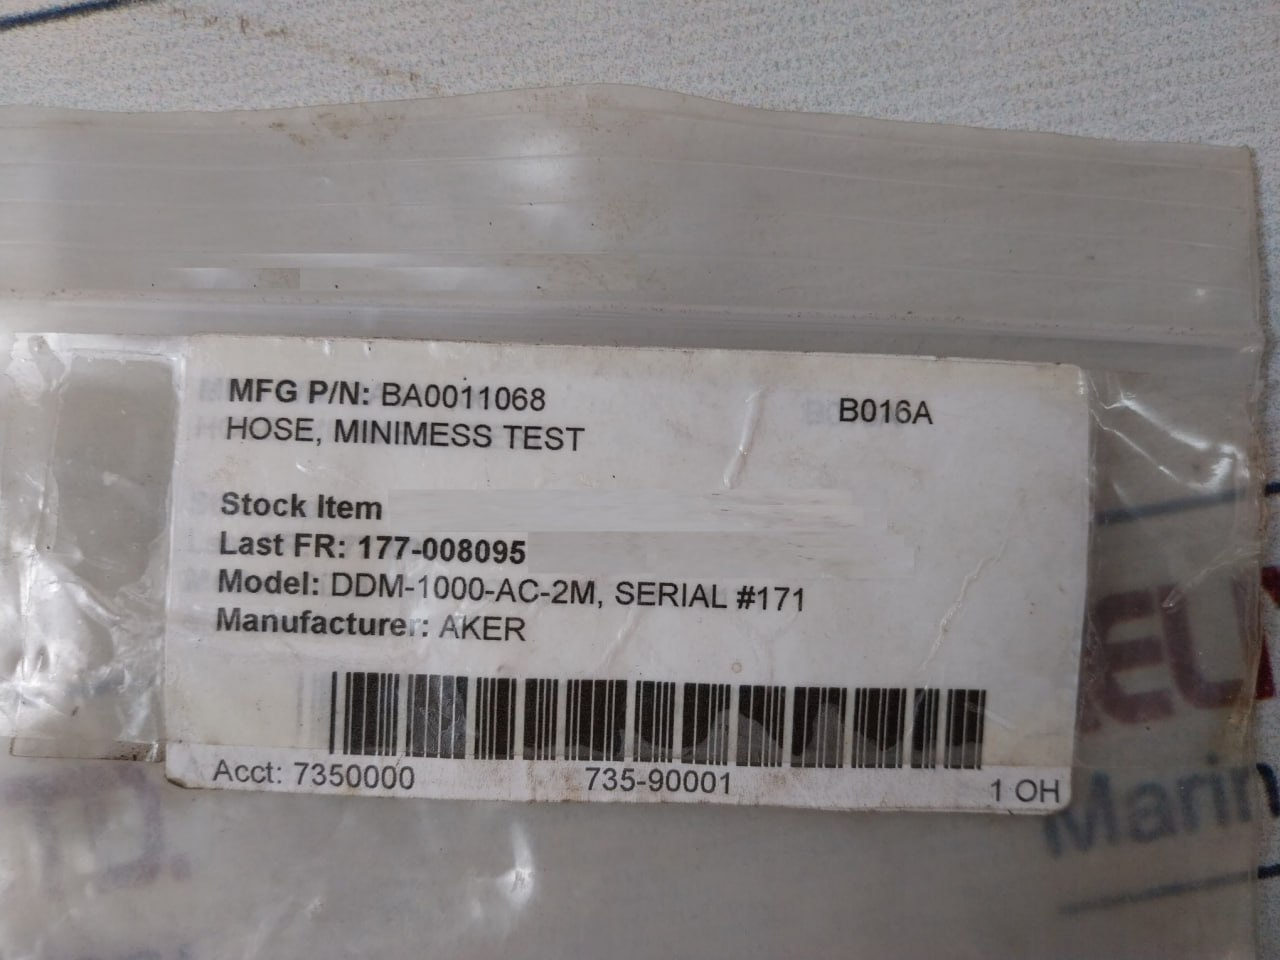 MFG P/N: BA0011068 B016A
HOSE, MINIMESS TEST
Stock Item
Last FR: 177-008095
Model: DDM-1000-AC-2M, SERIAL #171
Manufacturer: AKER
Acct: 7350000 735-90001 1 OH